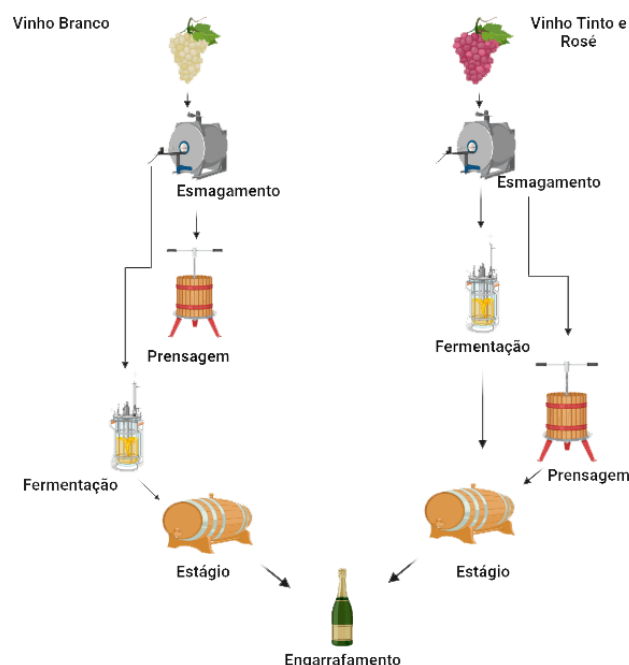 Vinho Branco
Vinho Tinto e
Rosé
Esmagamento
Esmagamento
Prensagem
Fermentação
Fermentação
Prensagem
Estágio
Estágio
Engarrafamento